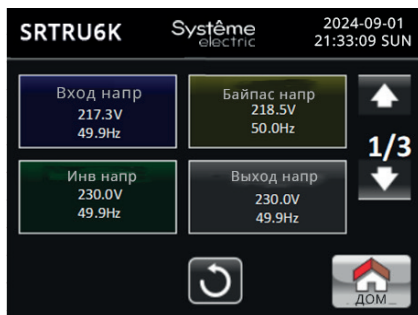 SRTRU6K
Système
electric
2024-09-01
21:33:09 SUN
Вход напр
217.3V
49.9Hz
Байпас напр
218.5V
50.0Hz
1/3
Инв напр
230.0V
49.9Hz
Выход напр
230.0V
49.9Hz
ДОМ